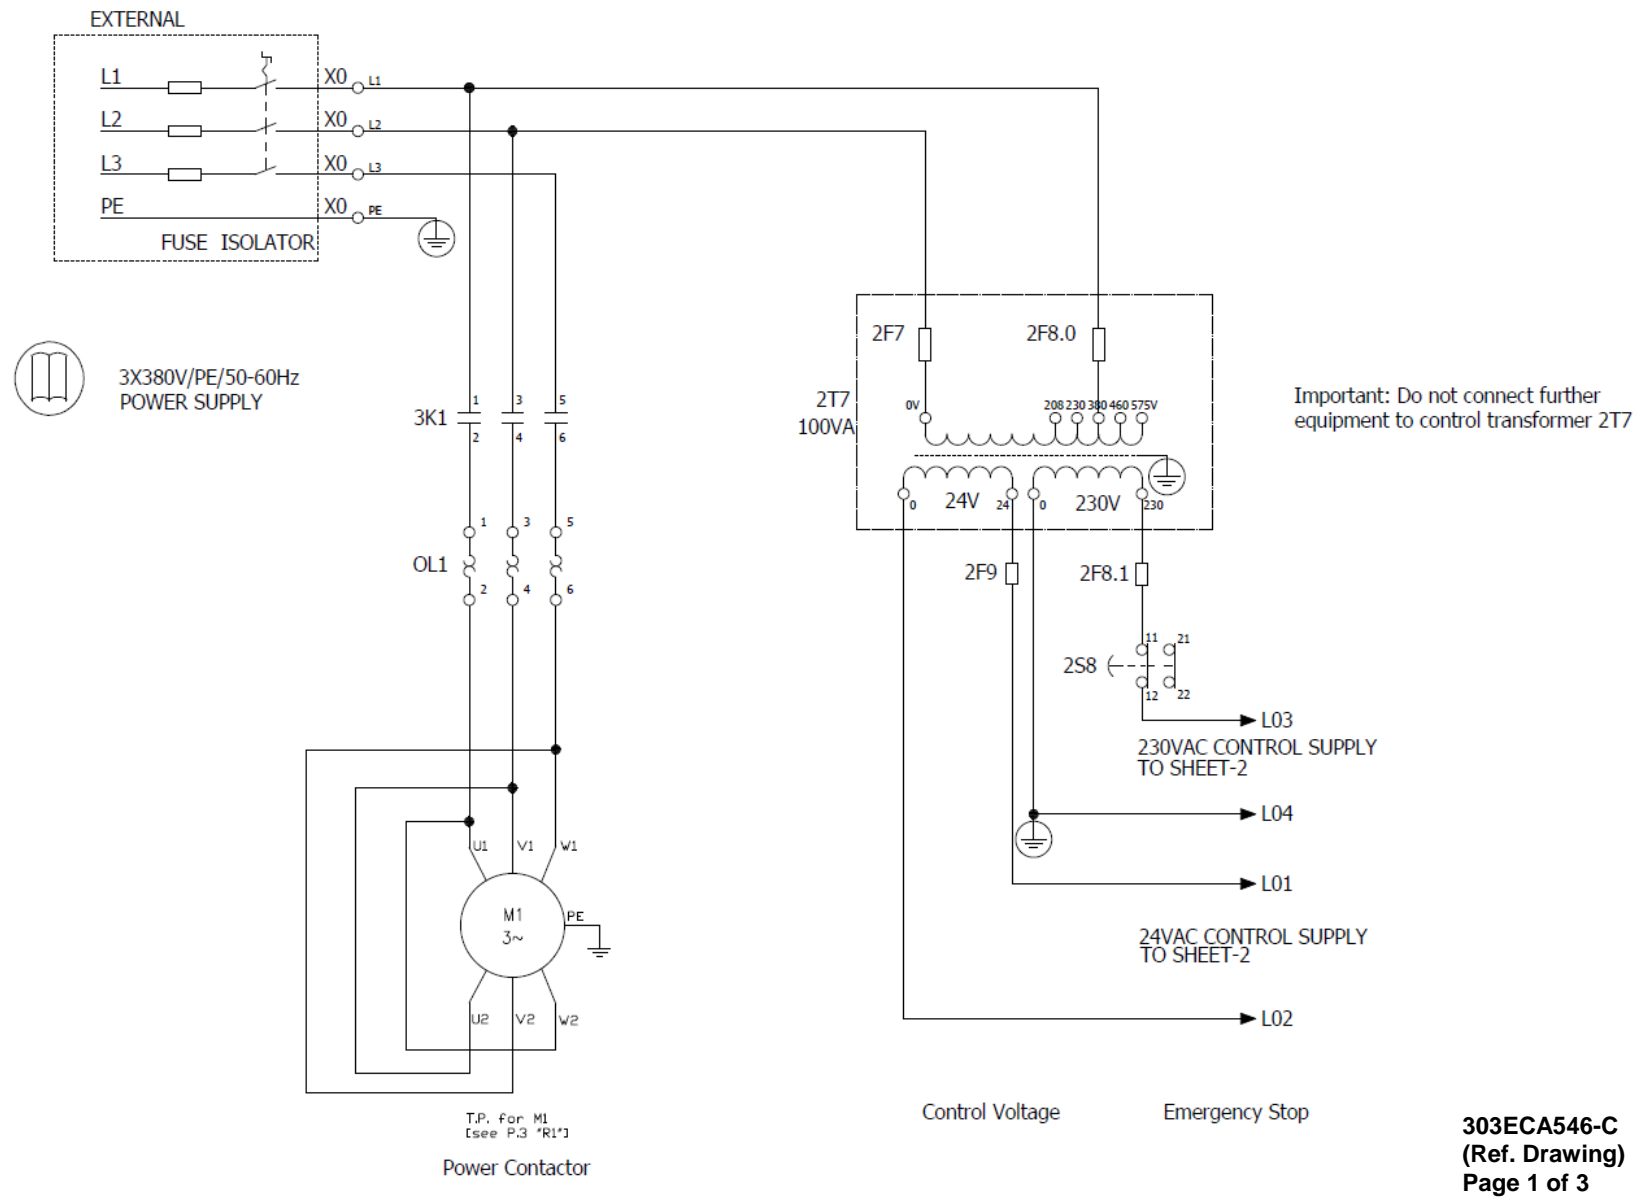 EXTERNAL
L1
X0
L1
L2
X0
L2
L3
X0
L3
PE
X0
PE
FUSE ISOLATOR
3X380V/PE/50-60Hz
POWER SUPPLY
2F7
2F8.0
2T7
100VA
0V
208 230 380 460 575V
Important: Do not connect further
equipment to control transformer 2T7
3K1
1
3
5
2
4
6
0
24V
24
0
230V
230
OL1
1
3
5
2
4
6
2F9
2F8.1
2S8
11
21
12
22
L03
230VAC CONTROL SUPPLY
TO SHEET-2
L04
L01
24VAC CONTROL SUPPLY
TO SHEET-2
L02
U1
V1
W1
M1
3~
PE
U2
V2
W2
T.P. for M1
[see P.3 "R1"]
Power Contactor
Control Voltage
Emergency Stop
303ECA546-C
(Ref. Drawing)
Page 1 of 3